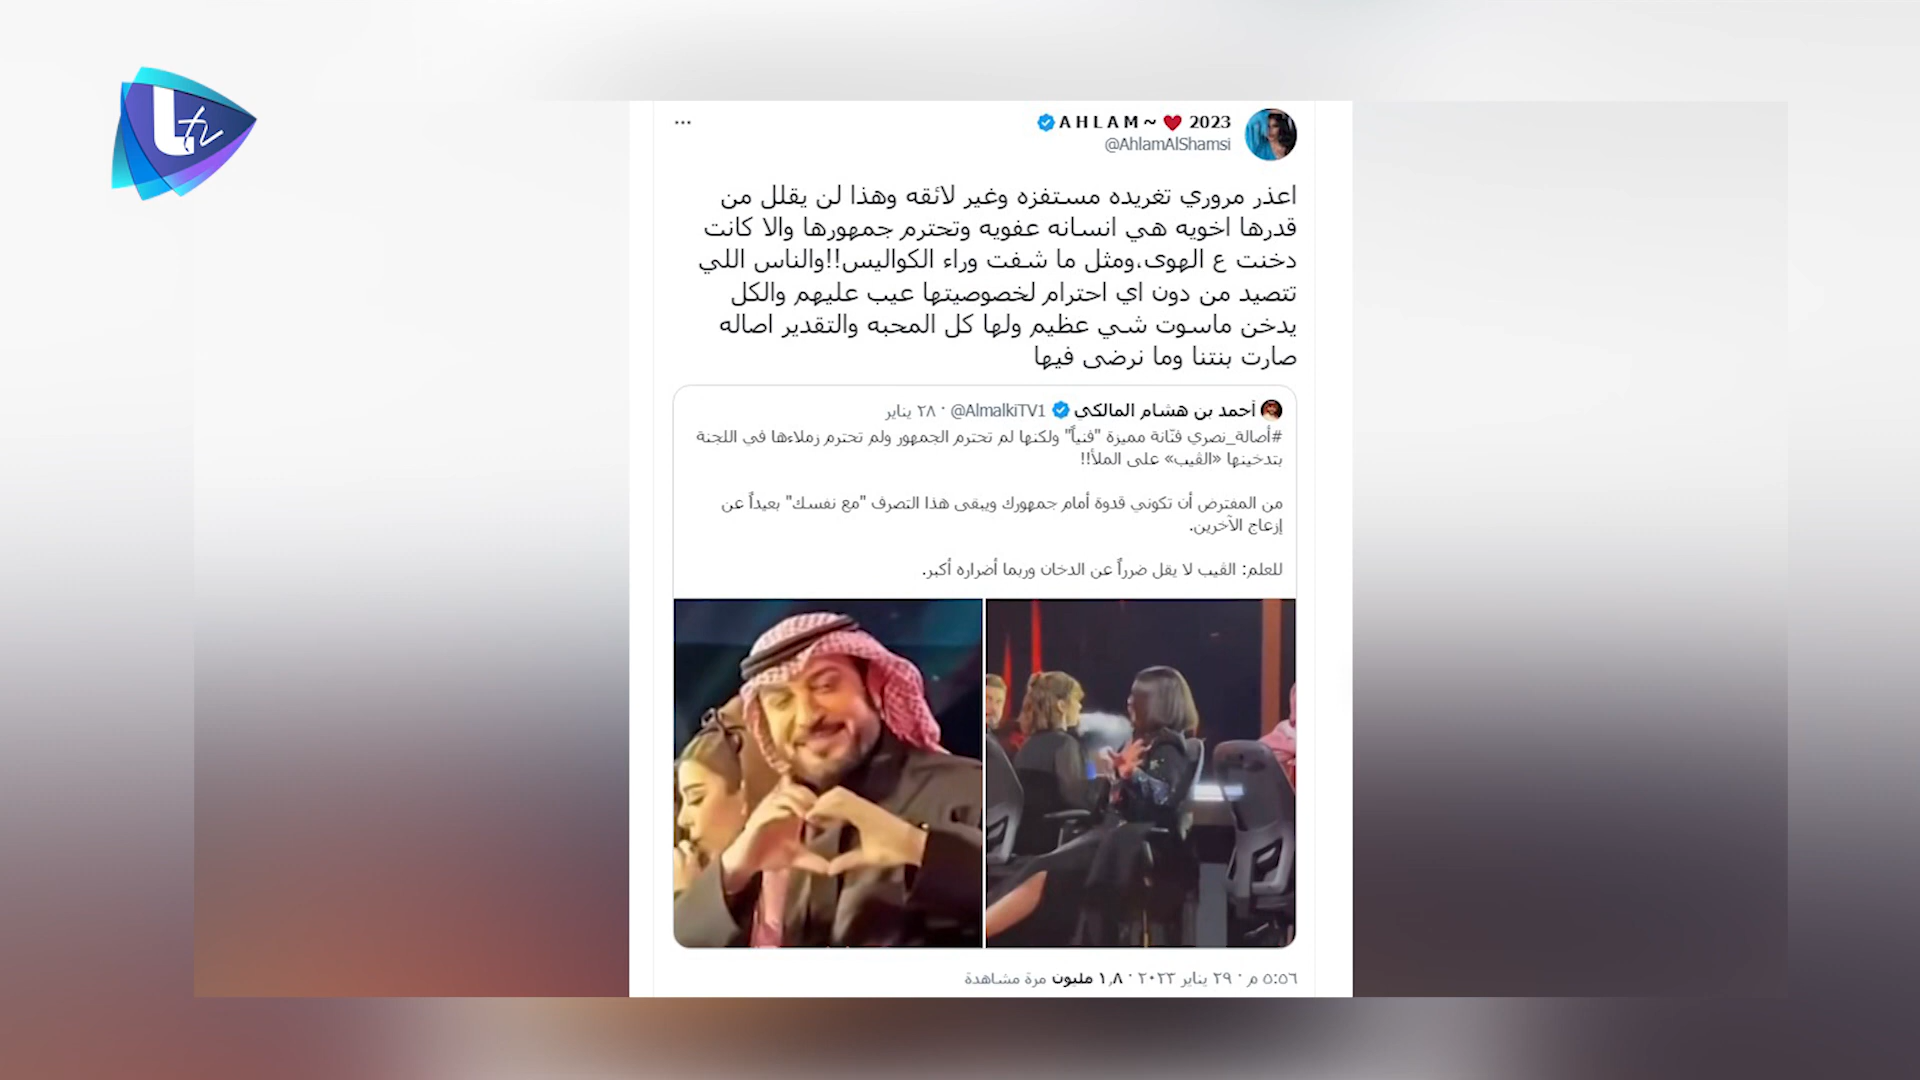 Ltv
A H L A M ~ ❤️ 2023
@AhlamAlShamsi
اعذر مروري تغريده مستفزه وغير لائقه وهذا لن يقلل من
قدرها اخويه هي انسانه عفويه وتحترم جمهورها والا كانت
دخنت ع الهوى،ومثل ما شفت وراء الكواليس!!والناس اللي
تتصيد من دون اي احترام لخصوصيتها عيب عليهم والكل
يدخن ماسوت شي عظيم ولها كل المحبه والتقدير اصاله
صارت بنتنا وما نرضى فيها
أحمد بن هشام المالكي @AlmalkiTV1 · ٢٨ يناير
#أصالة_نصري فنّانة مميزة "فنياً" ولكنها لم تحترم الجمهور ولم تحترم زملاءها في اللجنة
بتدخينها «الڤيب» على الملأ!!
من المفترض أن تكوني قدوة أمام جمهورك ويبقى هذا التصرف "مع نفسك" بعيداً عن
إزعاج الآخرين.
للعلم: الڤيب لا يقل ضرراً عن الدخان وربما أضراره أكبر.
٥:٥٦ م · ٢٩ يناير ٢٠٢٣ · ١٫٨ مليون مرة مشاهدة